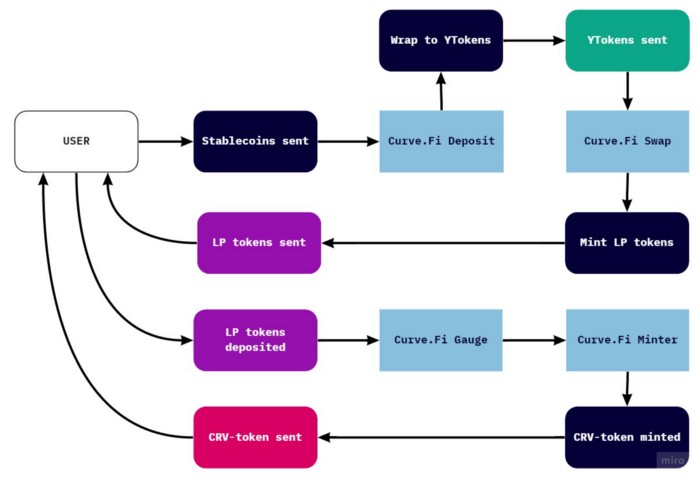 Wrap to YTokens
YTokens sent
USER
Stablecoins sent
Curve.Fi Deposit
Curve.Fi Swap
LP tokens sent
Mint LP tokens
LP tokens
deposited
Curve.Fi Gauge
Curve.Fi Minter
CRV-token sent
CRV-token minted
miro